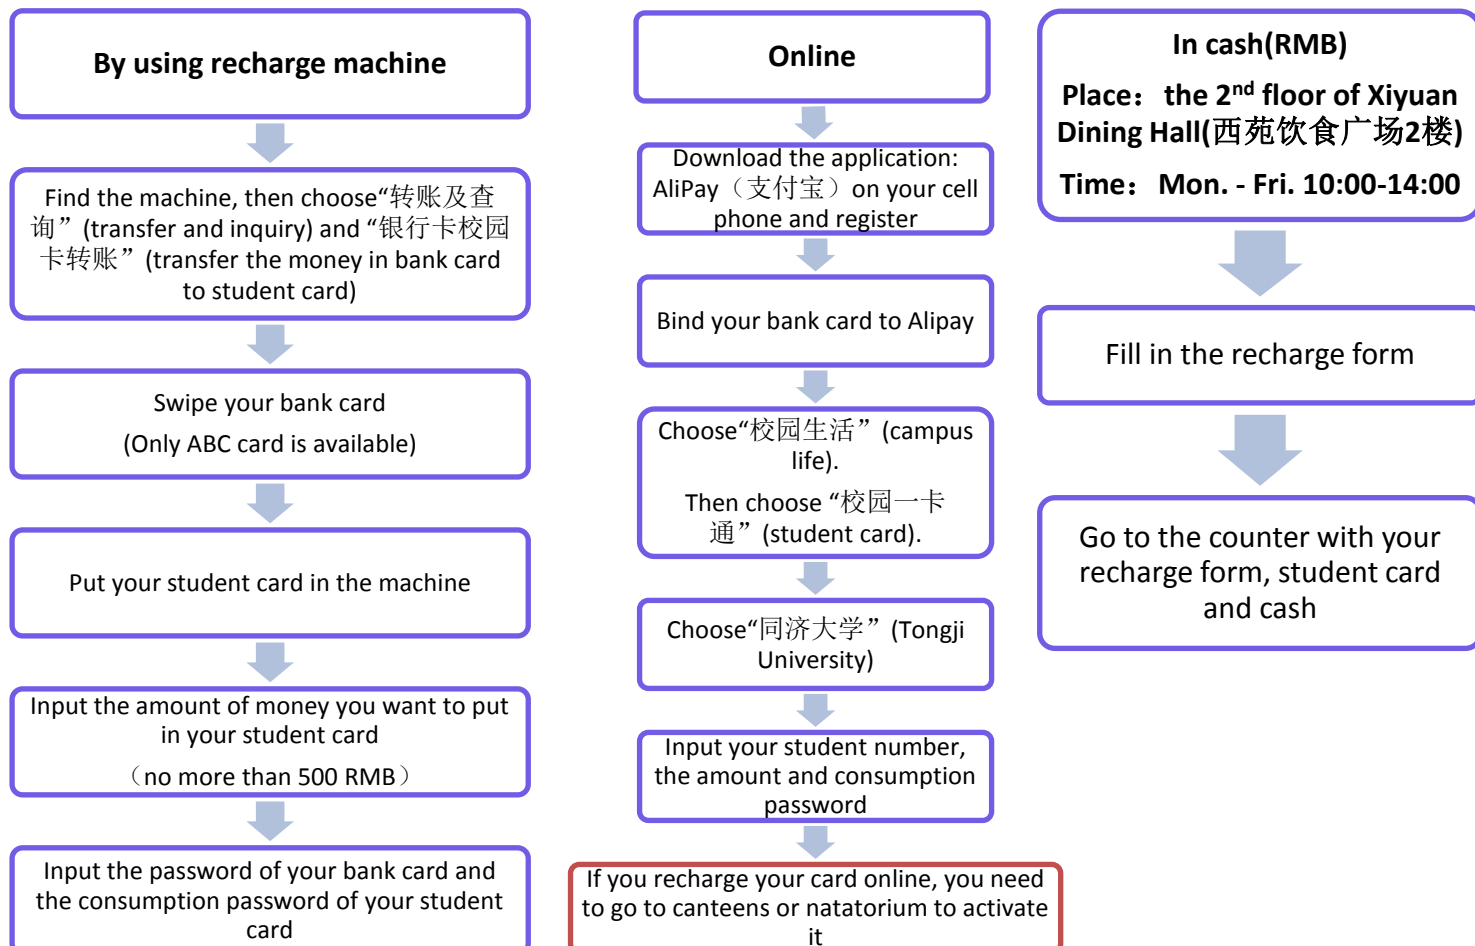 By using recharge machine
Find the machine, then choose“转账及查
询” (transfer and inquiry) and “银行卡校园
卡转账” (transfer the money in bank card
to student card)
Swipe your bank card
(Only ABC card is available)
Put your student card in the machine
Input the amount of money you want to put
in your student card
（no more than 500 RMB）
Input the password of your bank card and
the consumption password of your student
card
Online
Download the application:
AliPay（支付宝）on your cell
phone and register
Bind your bank card to Alipay
Choose“校园生活” (campus
life).
Then choose “校园一卡
通” (student card).
Choose“同济大学” (Tongji
University)
Input your student number,
the amount and consumption
password
If you recharge your card online, you need
to go to canteens or natatorium to activate
it
In cash(RMB)
Place： the 2nd floor of Xiyuan
Dining Hall(西苑饮食广场2楼)
Time： Mon. - Fri. 10:00-14:00
Fill in the recharge form
Go to the counter with your
recharge form, student card
and cash